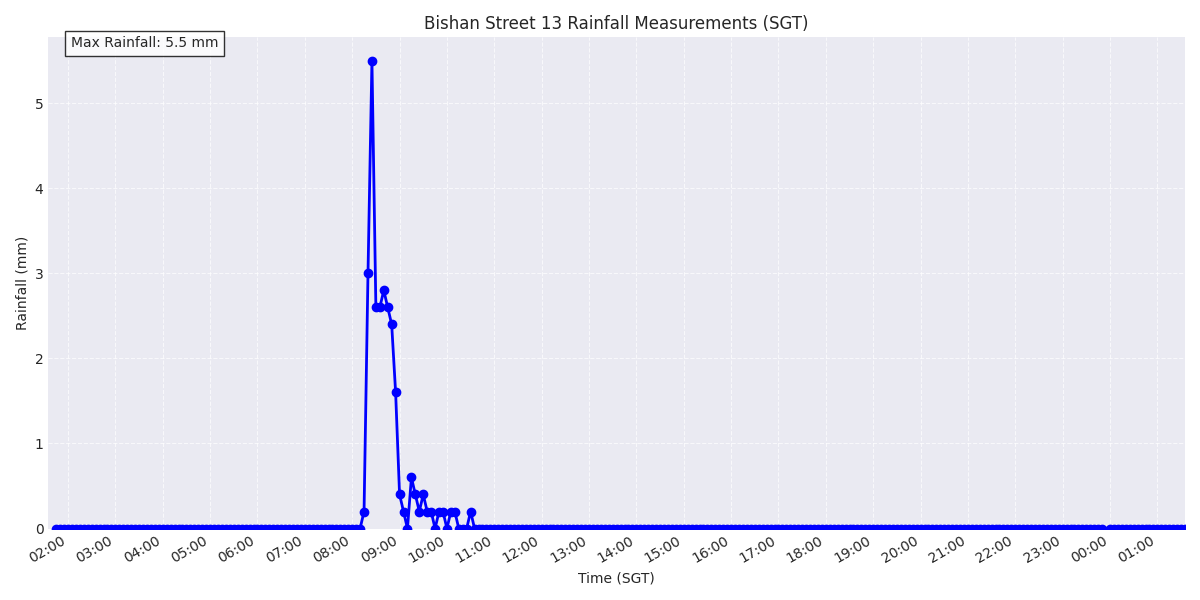 Bishan Street 13 Rainfall Measurements (SGT)
Max Rainfall: 5.5 mm
Rainfall (mm)
5
4
3
2
1
0
02:00 03:00 04:00 05:00 06:00 07:00 08:00 09:00 10:00 11:00 12:00 13:00 14:00 15:00 16:00 17:00 18:00 19:00 20:00 21:00 22:00 23:00 00:00 01:00
Time (SGT)